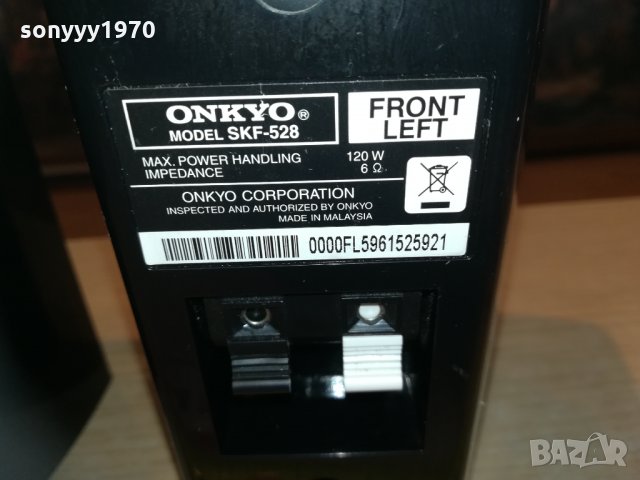 sonyyy1970
ONKYO®
MODEL SKF-528
FRONT
LEFT
MAX. POWER HANDLING 120 W
IMPEDANCE 6 Ω
ONKYO CORPORATION
INSPECTED AND AUTHORIZED BY ONKYO
MADE IN MALAYSIA
0000FL5961525921
BAZAR